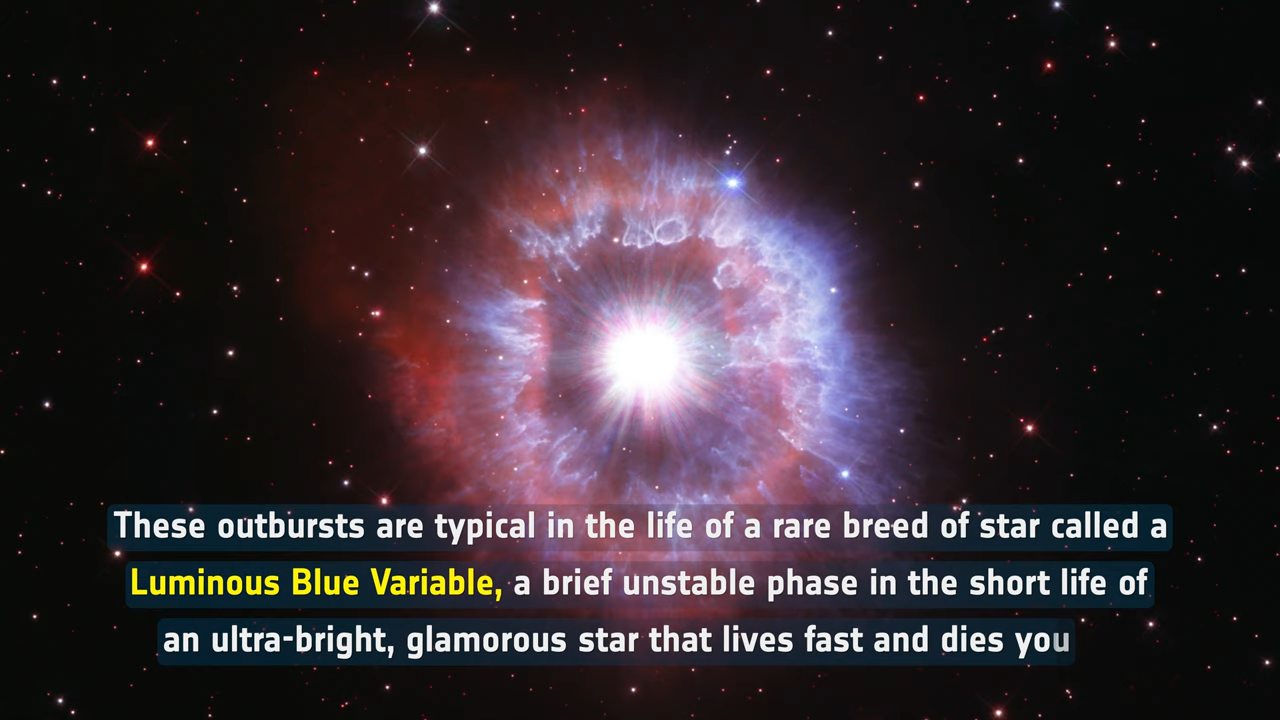 These outbursts are typical in the life of a rare breed of star called a
Luminous Blue Variable, a brief unstable phase in the short life of
an ultra-bright, glamorous star that lives fast and dies you